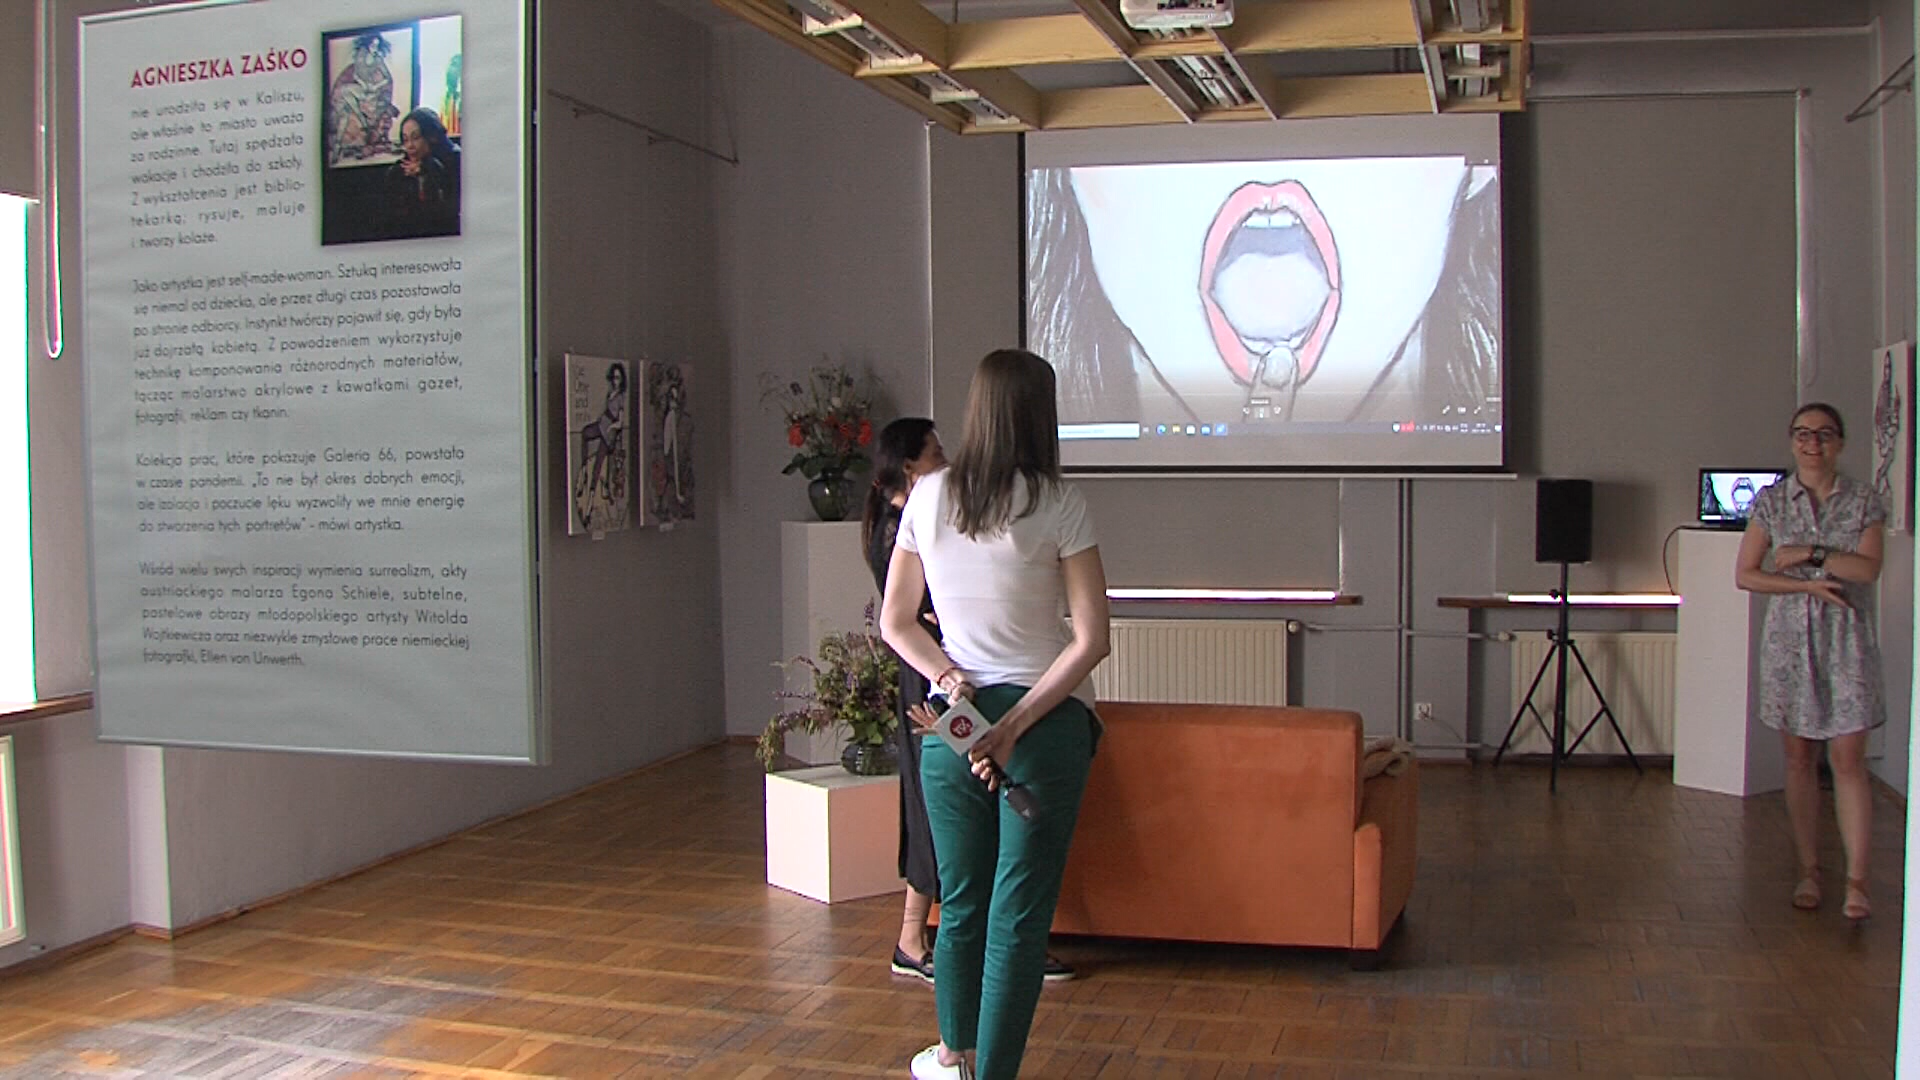 AGNIESZKA ZAŚKO
nie urodziła się w Kaliszu,
ale właśnie to miasto uważa
za rodzinne. Tutaj spędzała
wakacje i chodziła do szkoły.
Z wykształcenia jest biblio-
tekarką; rysuje, maluje
i tworzy kolaże.
Jako artystka jest self-made-woman. Sztuką interesowała
się niemal od dziecka, ale przez długi czas pozostawała
po stronie odbiorcy. Instynkt twórczy pojawił się, gdy była
już dojrzałą kobietą. Z powodzeniem wykorzystuje
technikę komponowania różnorodnych materiałów,
łącząc malarstwo akrylowe z kawałkami gazet,
fotografii, reklam czy tkanin.
Kolekcja prac, które pokazuje Galeria 66, powstała
w czasie pandemii. „To nie był okres dobrych emocji,
ale izolacja i poczucie lęku wyzwoliły we mnie energię
do stworzenia tych portretów" - mówi artystka.
Wśród wielu swych inspiracji wymienia surrealizm, akty
austriackiego malarza Egona Schiele, subtelne,
pastelowe obrazy młodopolskiego artysty Witolda
Wojtkiewicza oraz niezwykle zmysłowe prace niemieckiej
fotografki, Ellen von Unwerth.